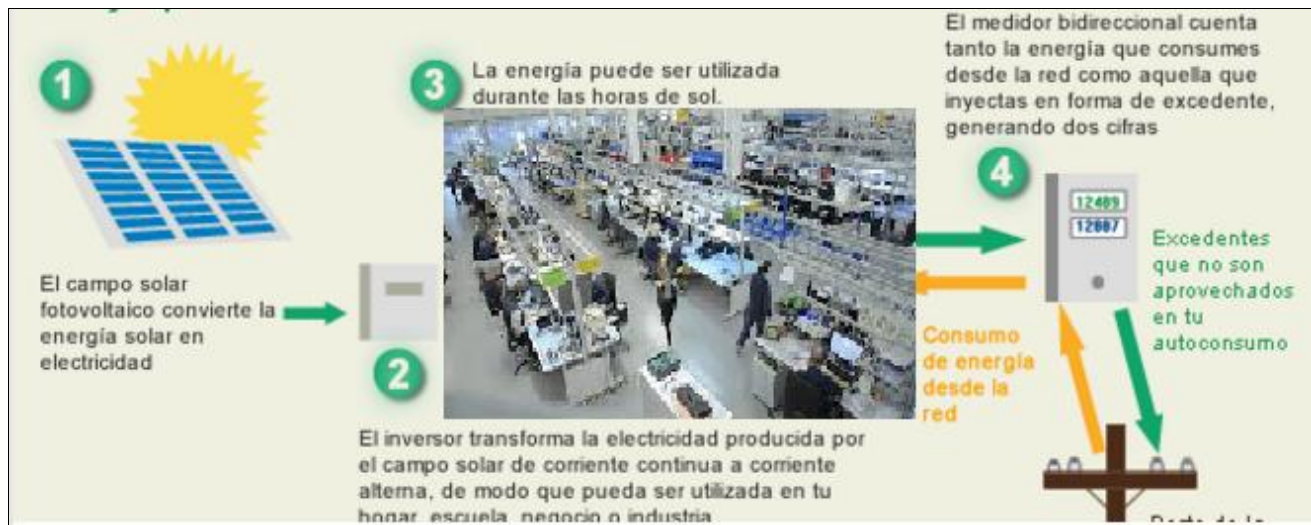 1
El campo solar
fotovoltaico convierte la
energía solar en
electricidad
2
El inversor transforma la electricidad producida por
el campo solar de corriente continua a corriente
alterna, de modo que pueda ser utilizada en tu
hogar, escuela, negocio o industria
3
La energía puede ser utilizada
durante las horas de sol.
El medidor bidireccional cuenta
tanto la energía que consumes
desde la red como aquella que
inyectas en forma de excedente,
generando dos cifras
4
12489
12887
Excedentes
que no son
aprovechados
en tu
autoconsumo
Consumo
de energía
desde la
red